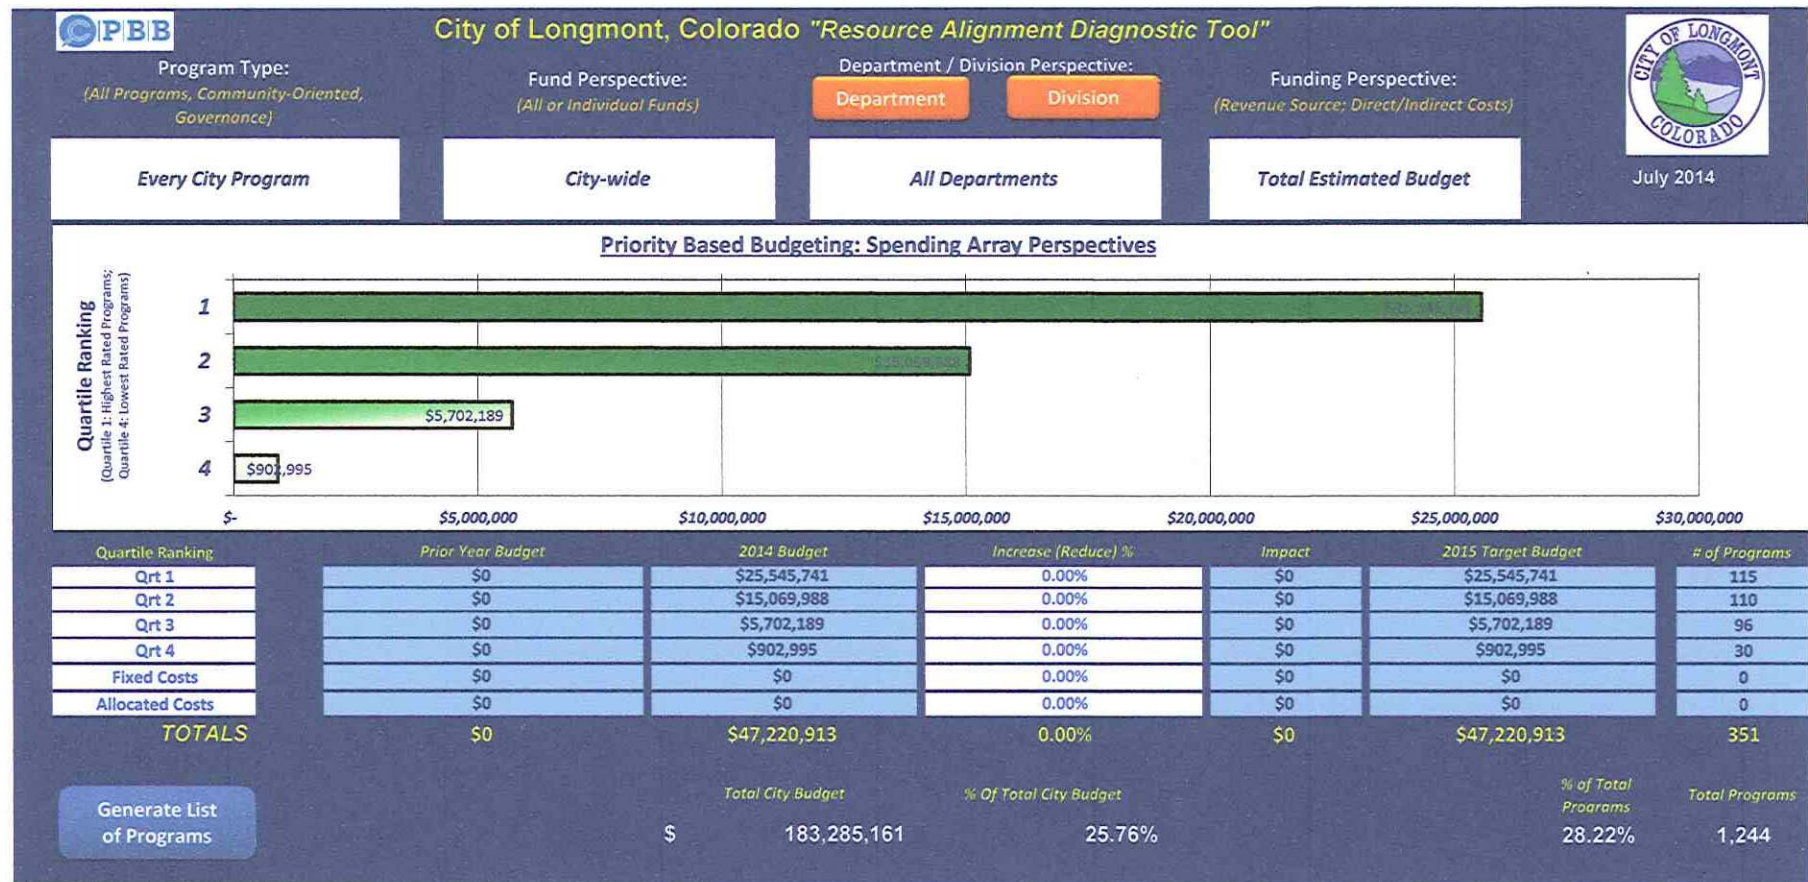 PBB
City of Longmont, Colorado "Resource Alignment Diagnostic Tool"
Program Type:
(All Programs, Community-Oriented,
Governance)
Fund Perspective:
(All or Individual Funds)
Department / Division Perspective:
Department Division
Funding Perspective:
(Revenue Source; Direct/Indirect Costs)
CITY OF LONGMONT
COLORADO
Every City Program City-wide All Departments Total Estimated Budget July 2014
Priority Based Budgeting: Spending Array Perspectives
Quartile Ranking
(Quartile 1: Highest Rated Programs;
Quartile 4: Lowest Rated Programs)
1
2 $15,069,988
3 $5,702,189
4 $902,995
$- $5,000,000 $10,000,000 $15,000,000 $20,000,000 $25,000,000 $30,000,000
Quartile Ranking Prior Year Budget 2014 Budget Increase (Reduce) % Impact 2015 Target Budget # of Programs
Qrt 1 $0 $25,545,741 0.00% $0 $25,545,741 115
Qrt 2 $0 $15,069,988 0.00% $0 $15,069,988 110
Qrt 3 $0 $5,702,189 0.00% $0 $5,702,189 96
Qrt 4 $0 $902,995 0.00% $0 $902,995 30
Fixed Costs $0 $0 0.00% $0 $0 0
Allocated Costs $0 $0 0.00% $0 $0 0
TOTALS $0 $47,220,913 0.00% $0 $47,220,913 351
Generate List
of Programs
Total City Budget % Of Total City Budget % of Total
Programs Total Programs
$ 183,285,161 25.76% 28.22% 1,244